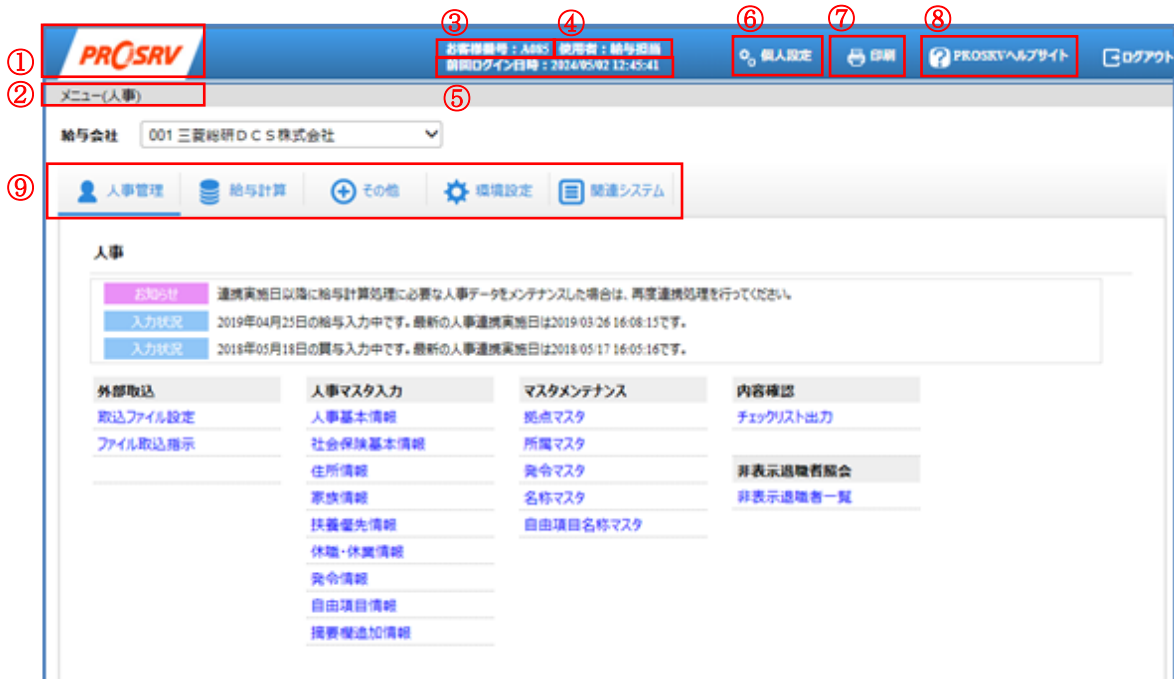 ③ ④ ⑥ ⑦ ⑧
① PROSRV お客様番号:A085 使用者:給与担当 個人設定 印刷 PROSRVヘルプサイト ログアウト
前回ログイン日時:2024/05/02 12:45:41
② メニュー(人事) ⑤
給与会社 001 三菱総研DCS株式会社
⑨ 人事管理 給与計算 その他 環境設定 関連システム
人事
お知らせ 連携実施日以降に給与計算処理に必要な人事データをメンテナンスした場合は、再度連携処理を行ってください。
入力状況 2019年04月25日の給与入力中です。最新の人事連携実施日は2019/03/26 16:08:15です。
入力状況 2018年05月18日の賞与入力中です。最新の人事連携実施日は2018/05/17 16:05:16です。
外部取込 人事マスタ入力 マスタメンテナンス 内容確認
取込ファイル設定 人事基本情報 拠点マスタ チェックリスト出力
ファイル取込指示 社会保険基本情報 所属マスタ
住所情報 発令マスタ 非表示退職者照会
家族情報 名称マスタ 非表示退職者一覧
扶養優先情報 自由項目名称マスタ
休職・休業情報
発令情報
自由項目情報
摘要欄追加情報